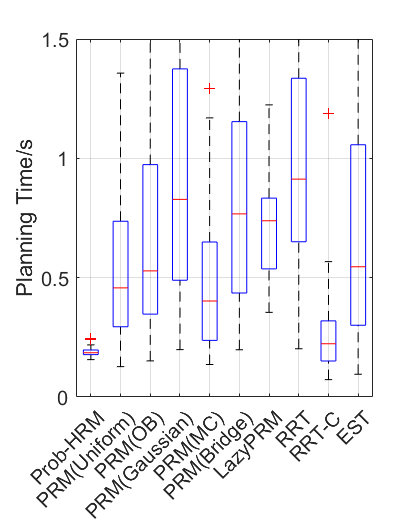 Planning Time/s
1.5
1
0.5
0
Prob-HRM
PRM(Uniform)
PRM(OB)
PRM(Gaussian)
PRM(MC)
PRM(Bridge)
LazyPRM
RRT
RRT-C
EST